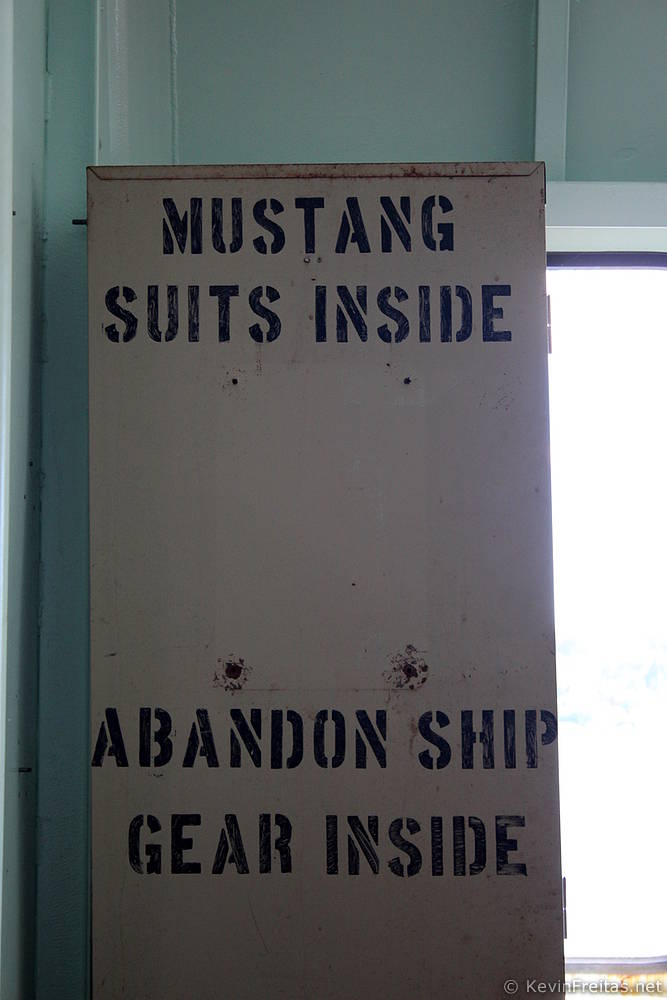 MUSTANG
SUITS INSIDE
ABANDON SHIP
GEAR INSIDE
© KevinFreitas.net